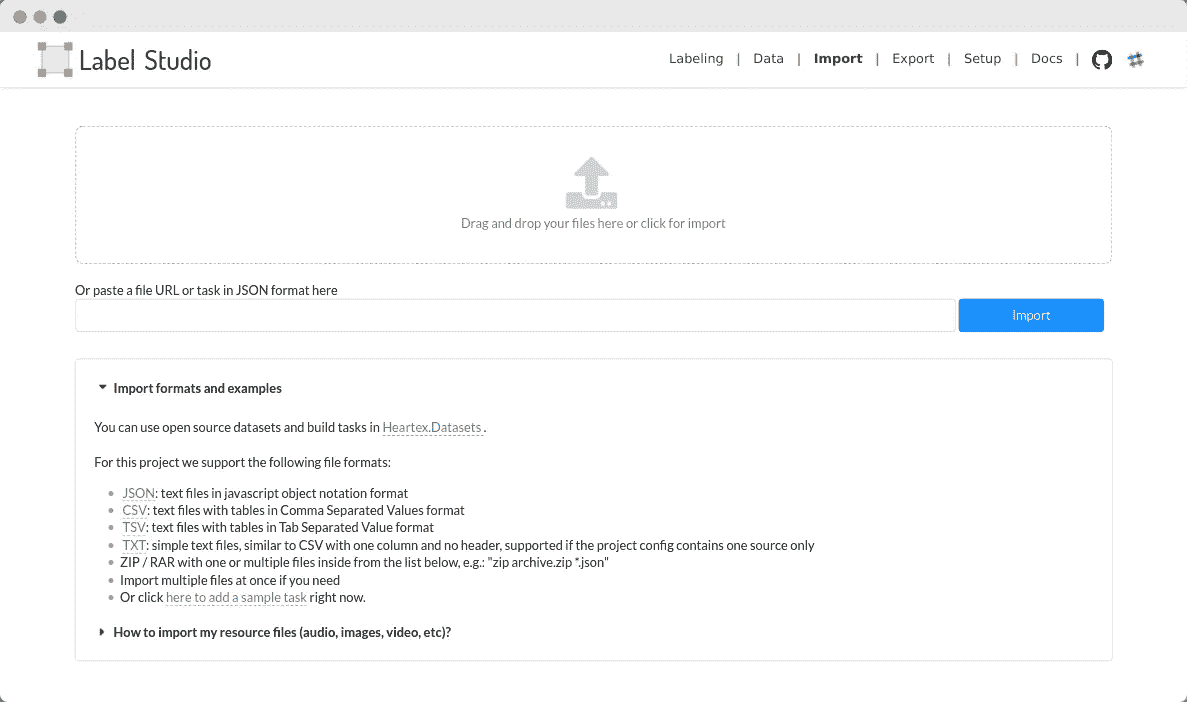 Label Studio
Labeling | Data | Import | Export | Setup | Docs |
Drag and drop your files here or click for import
Or paste a file URL or task in JSON format here
Import
Import formats and examples
You can use open source datasets and build tasks in Heartex.Datasets.
For this project we support the following file formats:
JSON: text files in javascript object notation format
CSV: text files with tables in Comma Separated Values format
TSV: text files with tables in Tab Separated Value format
TXT: simple text files, similar to CSV with one column and no header, supported if the project config contains one source only
ZIP / RAR with one or multiple files inside from the list below, e.g.: "zip archive.zip *.json"
Import multiple files at once if you need
Or click here to add a sample task right now.
How to import my resource files (audio, images, video, etc)?